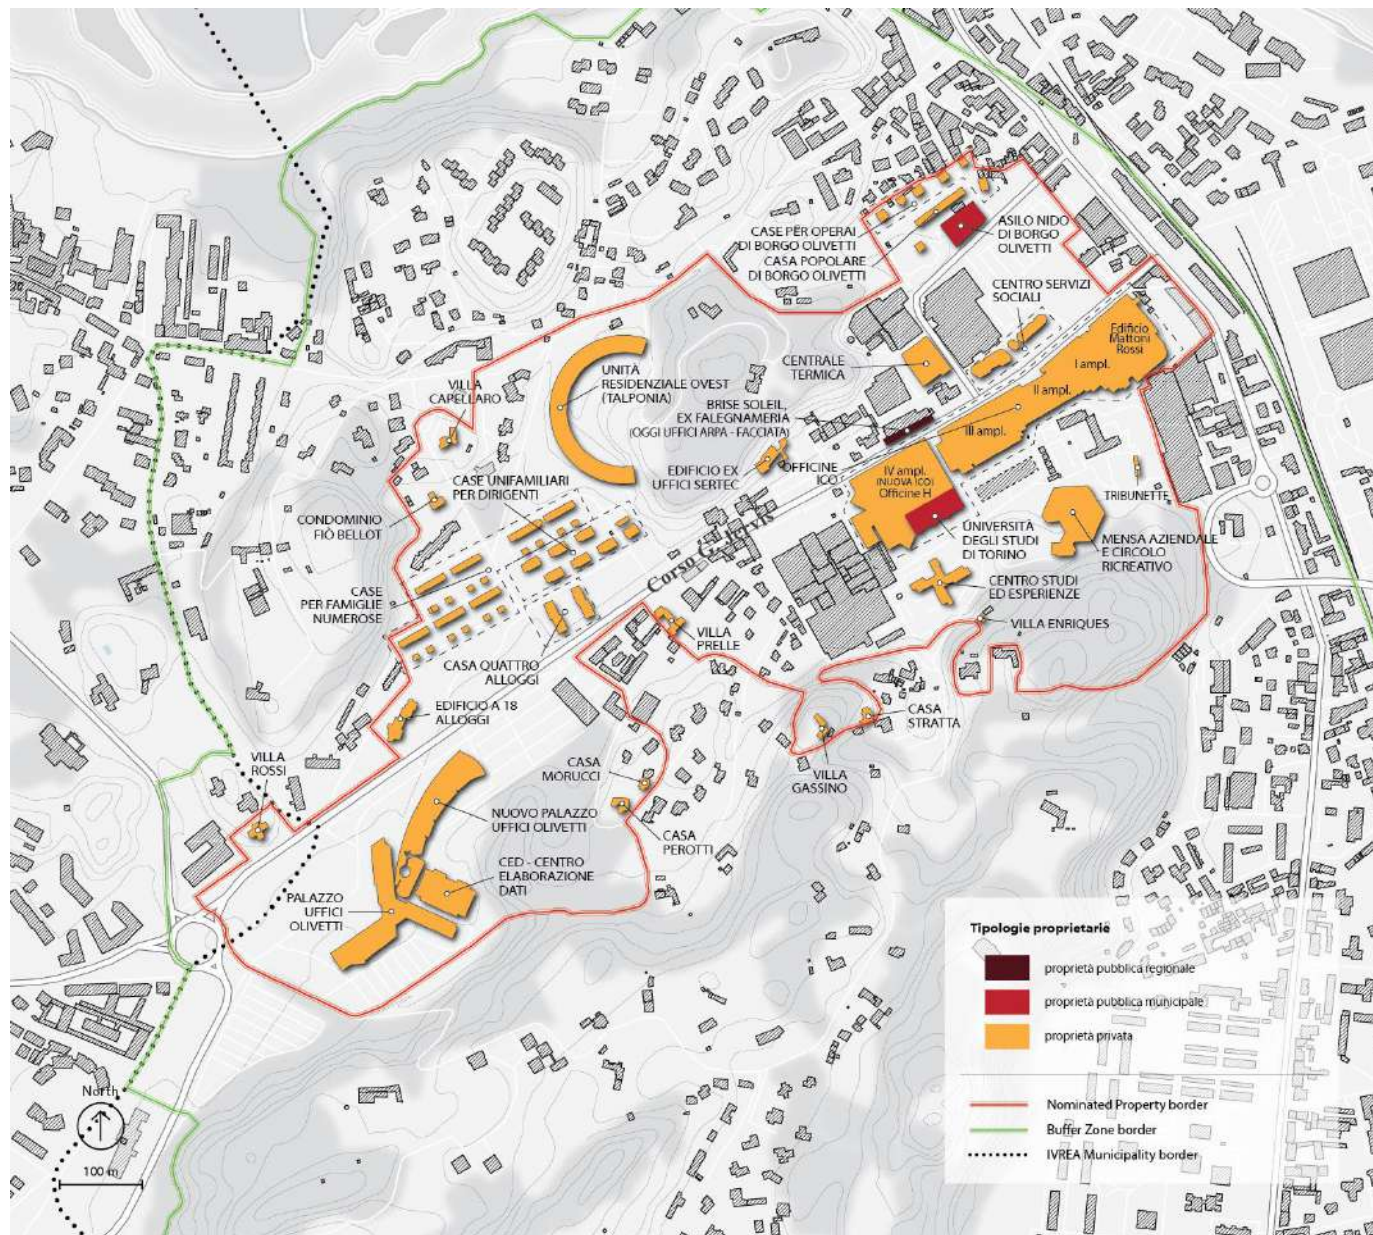 CASE PER OPERAI
DI BORGO OLIVETTI
CASA POPOLARE
DI BORGO OLIVETTI
ASILO NIDO
DI BORGO
OLIVETTI
CENTRO SERVIZI
SOCIALI
Edificio
Mattoni
Rossi
I ampl.
II ampl.
III ampl.
CENTRALE
TERMICA
UNITÀ
RESIDENZIALE OVEST
(TALPONIA)
BRISE SOLEIL,
EX FALEGNAMERIA
(OGGI UFFICI ARPA - FACCIATA)
VILLA
CAPELLARO
EDIFICIO EX
UFFICI SERTEC
OFFICINE
ICO
IV ampl.
(NUOVA ICO)
Officine H
CASE UNIFAMILIARI
PER DIRIGENTI
TRIBUNETTE
CONDOMINIO
FIÒ BELLOT
UNIVERSITÀ
DEGLI STUDI
DI TORINO
MENSA AZIENDALE
E CIRCOLO
RICREATIVO
Corso G. Jervis
CASE
PER FAMIGLIE
NUMEROSE
CENTRO STUDI
ED ESPERIENZE
VILLA ENRIQUES
VILLA
PRELLE
CASA QUATTRO
ALLOGGI
EDIFICIO A 18
ALLOGGI
CASA
STRATTA
VILLA
ROSSI
CASA
MORUCCI
VILLA
GASSINO
NUOVO PALAZZO
UFFICI OLIVETTI
CASA
PEROTTI
CED - CENTRO
ELABORAZIONE
DATI
PALAZZO
UFFICI
OLIVETTI
Tipologie proprietarie
proprietà pubblica regionale
proprietà pubblica municipale
proprietà privata
Nominated Property border
Buffer Zone border
IVREA Municipality border
North
100 m